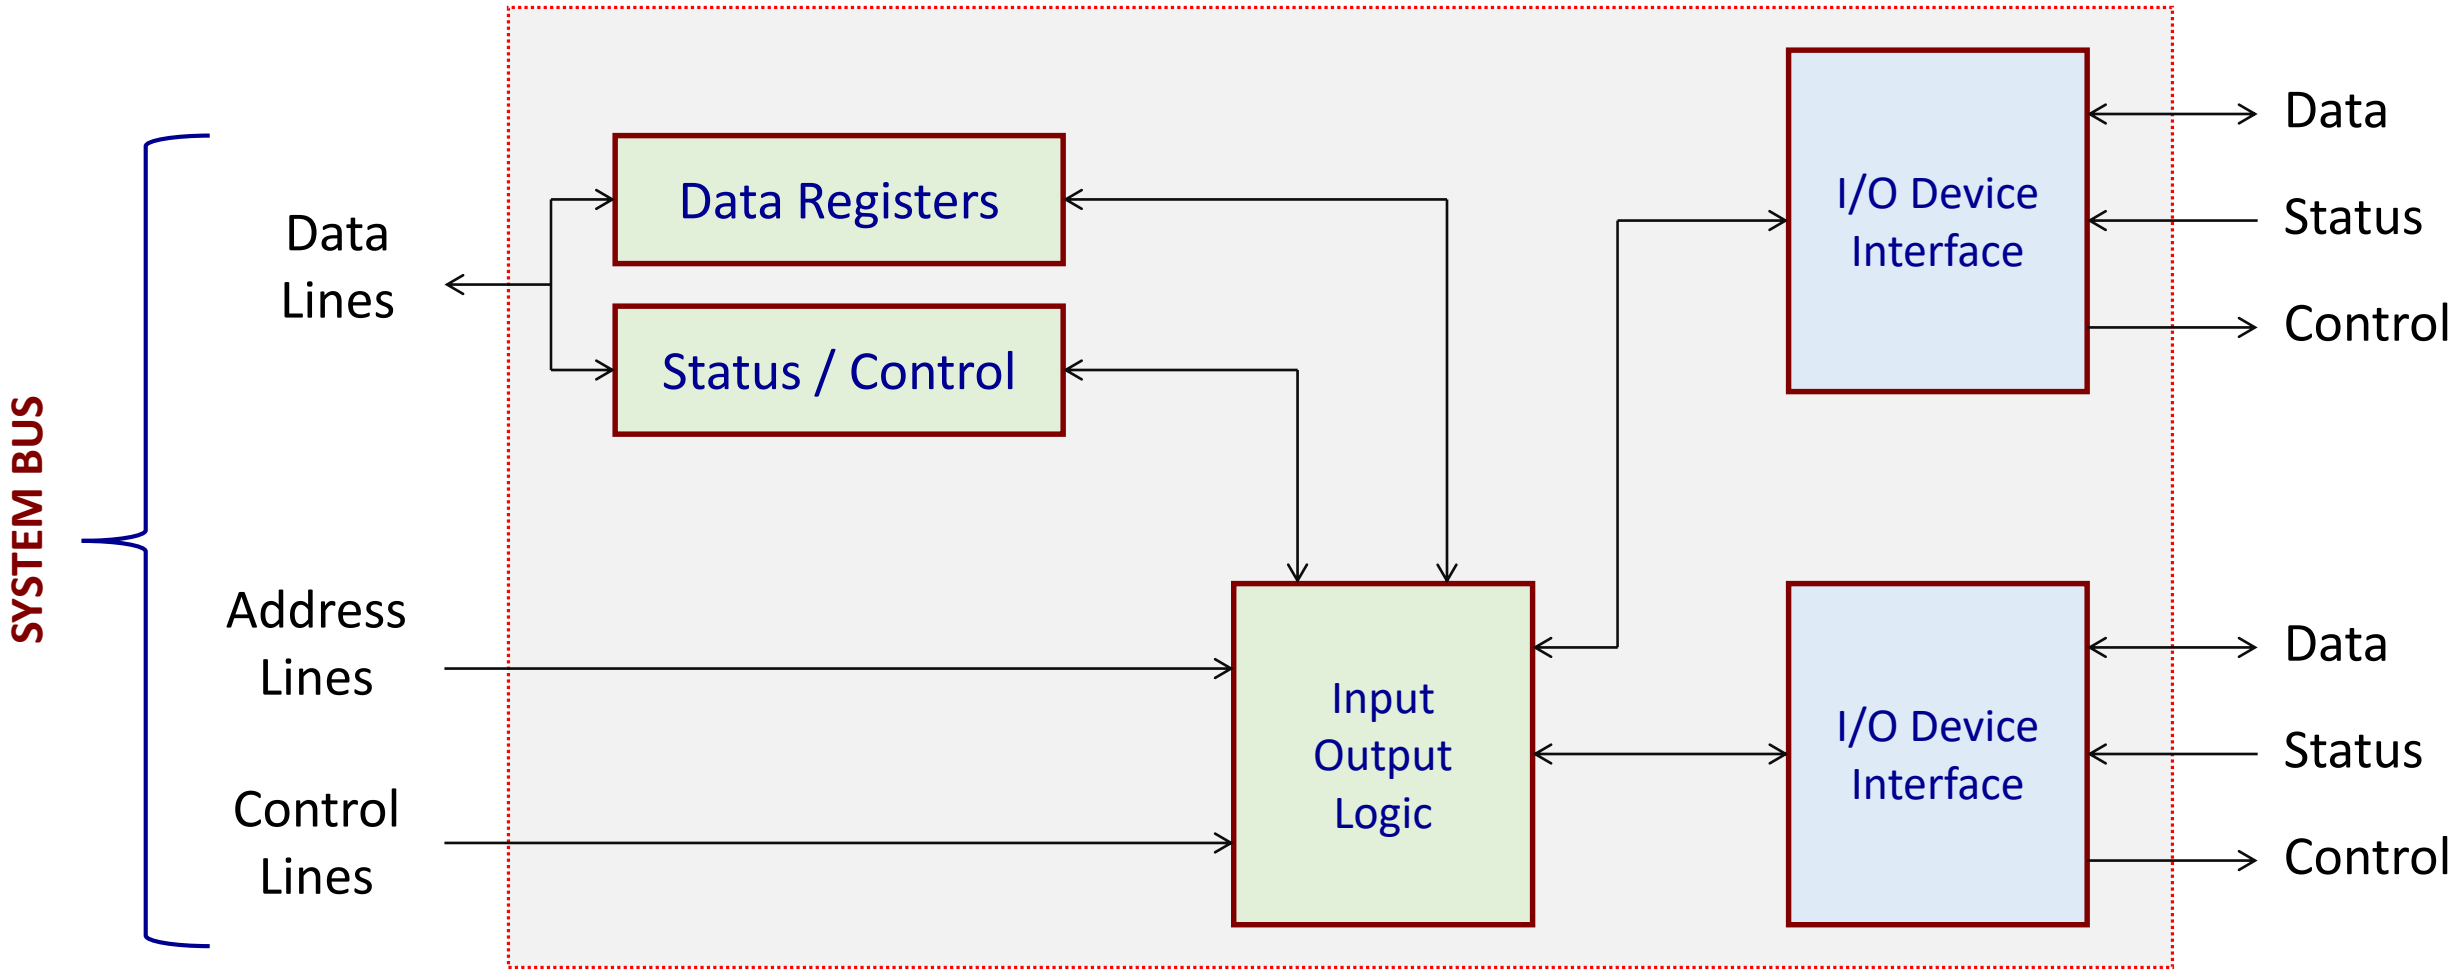 SYSTEM BUS
Data
Lines
Address
Lines
Control
Lines
Data Registers
Status / Control
Input
Output
Logic
I/O Device
Interface
Data
Status
Control
I/O Device
Interface
Data
Status
Control